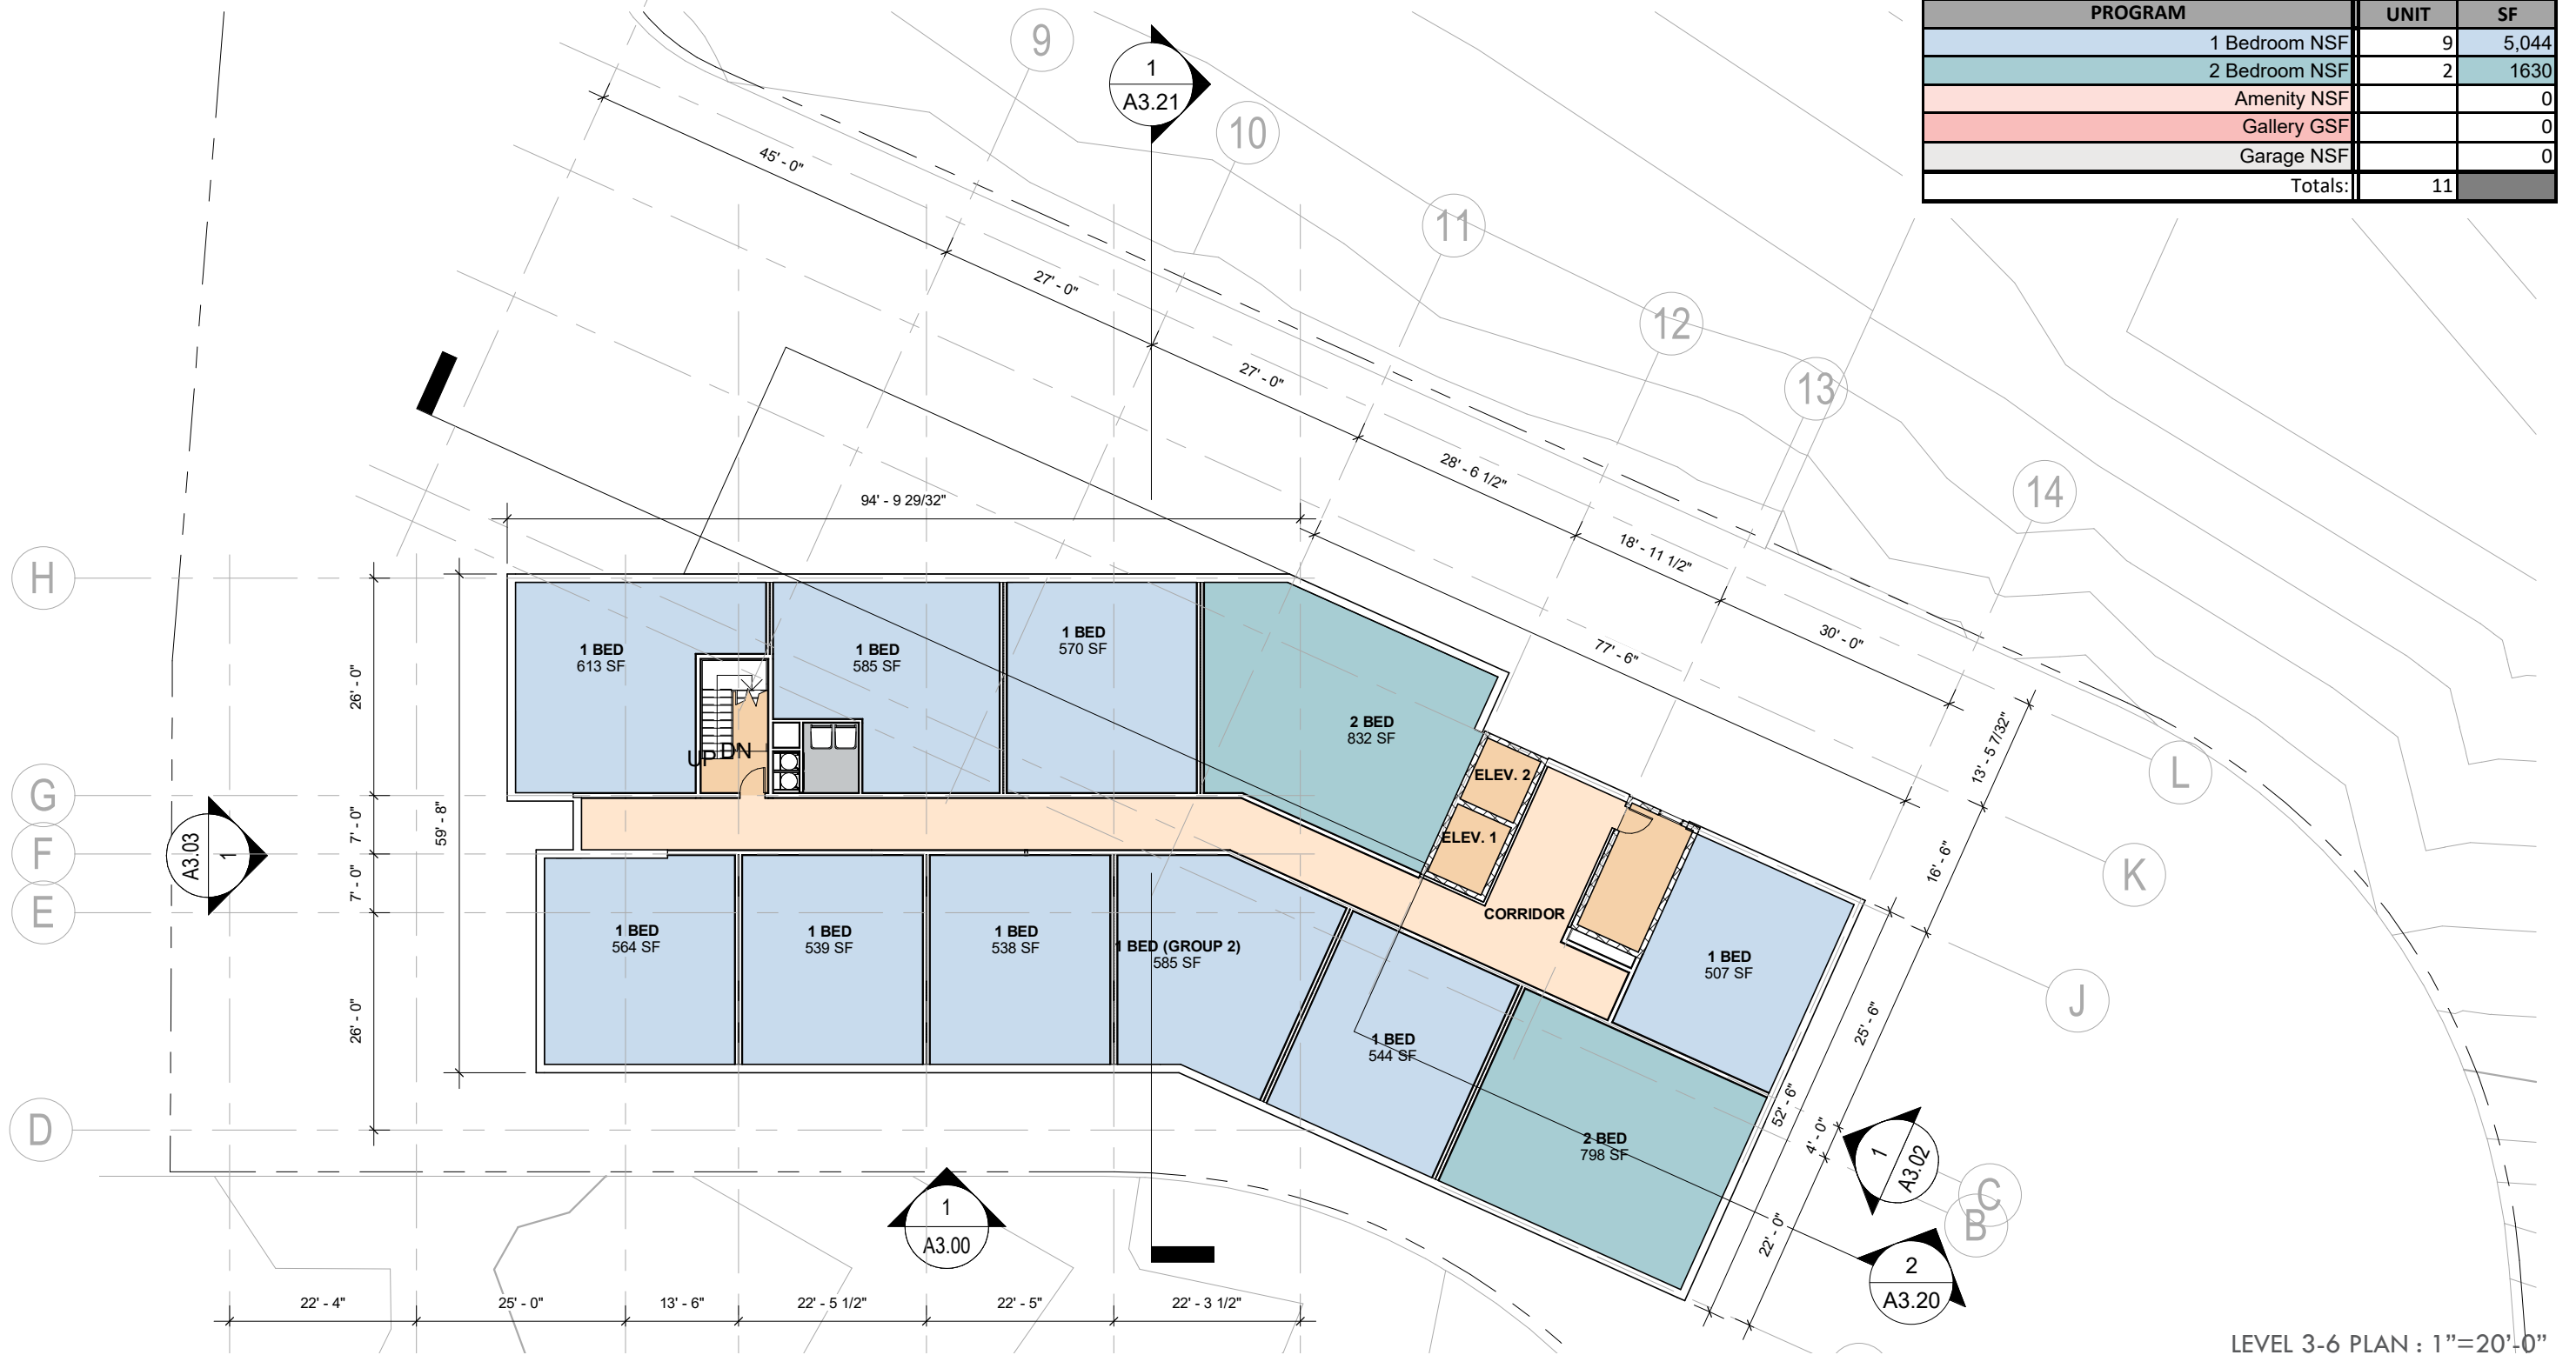 PROGRAM UNIT SF
1 Bedroom NSF 9 5,044
2 Bedroom NSF 2 1630
Amenity NSF 0
Gallery GSF 0
Garage NSF 0
Totals: 11
9
1
A3.21
10
11
12
13
14
45' - 0"
27' - 0"
27' - 0"
28' - 6 1/2"
18' - 11 1/2"
30' - 0"
77' - 6"
94' - 9 29/32"
13' - 5 7/32"
16' - 6"
25' - 6"
52' - 6"
4' - 0"
22' - 0"
L
K
J
C
B
H
G
F
E
D
26' - 0"
7' - 0"
7' - 0"
26' - 0"
59' - 8"
1
A3.03
1 BED
613 SF
1 BED
585 SF
1 BED
570 SF
2 BED
832 SF
UP
DN
ELEV. 2
ELEV. 1
CORRIDOR
1 BED
564 SF
1 BED
539 SF
1 BED
538 SF
1 BED (GROUP 2)
585 SF
1 BED
544 SF
1 BED
507 SF
2 BED
798 SF
1
A3.02
2
A3.20
1
A3.00
22' - 4"
25' - 0"
13' - 6"
22' - 5 1/2"
22' - 5"
22' - 3 1/2"
LEVEL 3-6 PLAN : 1”=20’-0”